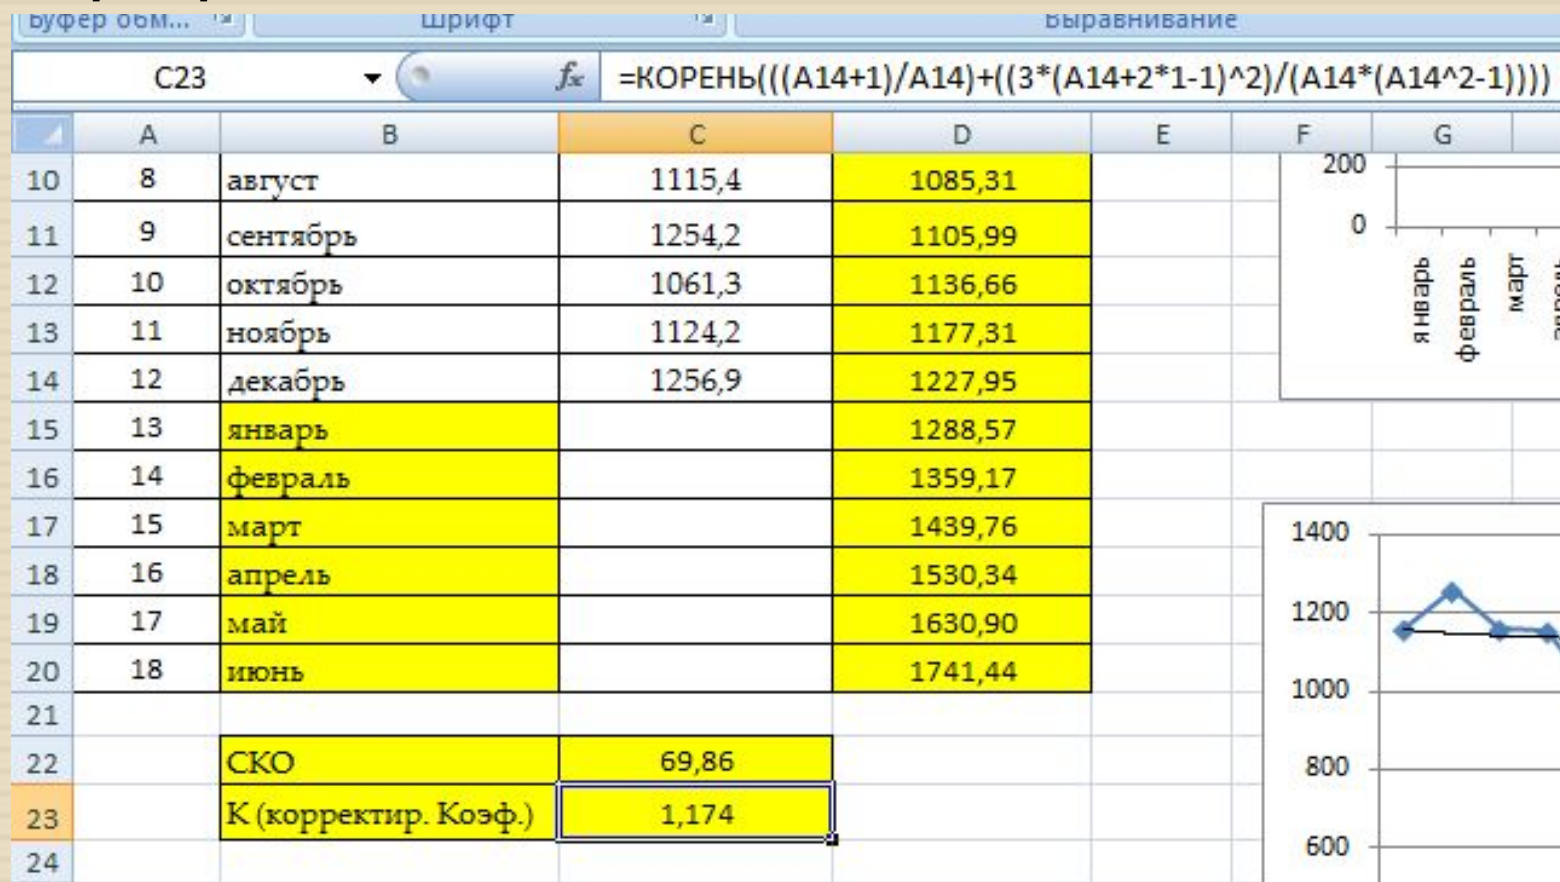 Буфер обм... Шрифт Выравнивание
C23 fx =КОРЕНЬ(((A14+1)/A14)+((3*(A14+2*1-1)^2)/(A14*(A14^2-1))))
A B C D E F G
10 8 август 1115,4 1085,31
11 9 сентябрь 1254,2 1105,99
12 10 октябрь 1061,3 1136,66
13 11 ноябрь 1124,2 1177,31
14 12 декабрь 1256,9 1227,95
15 13 январь 1288,57
16 14 февраль 1359,17
17 15 март 1439,76
18 16 апрель 1530,34
19 17 май 1630,90
20 18 июнь 1741,44
21
22 СКО 69,86
23 К (корректир. Коэф.) 1,174
24
200
0
январь
февраль
март
1400
1200
1000
800
600